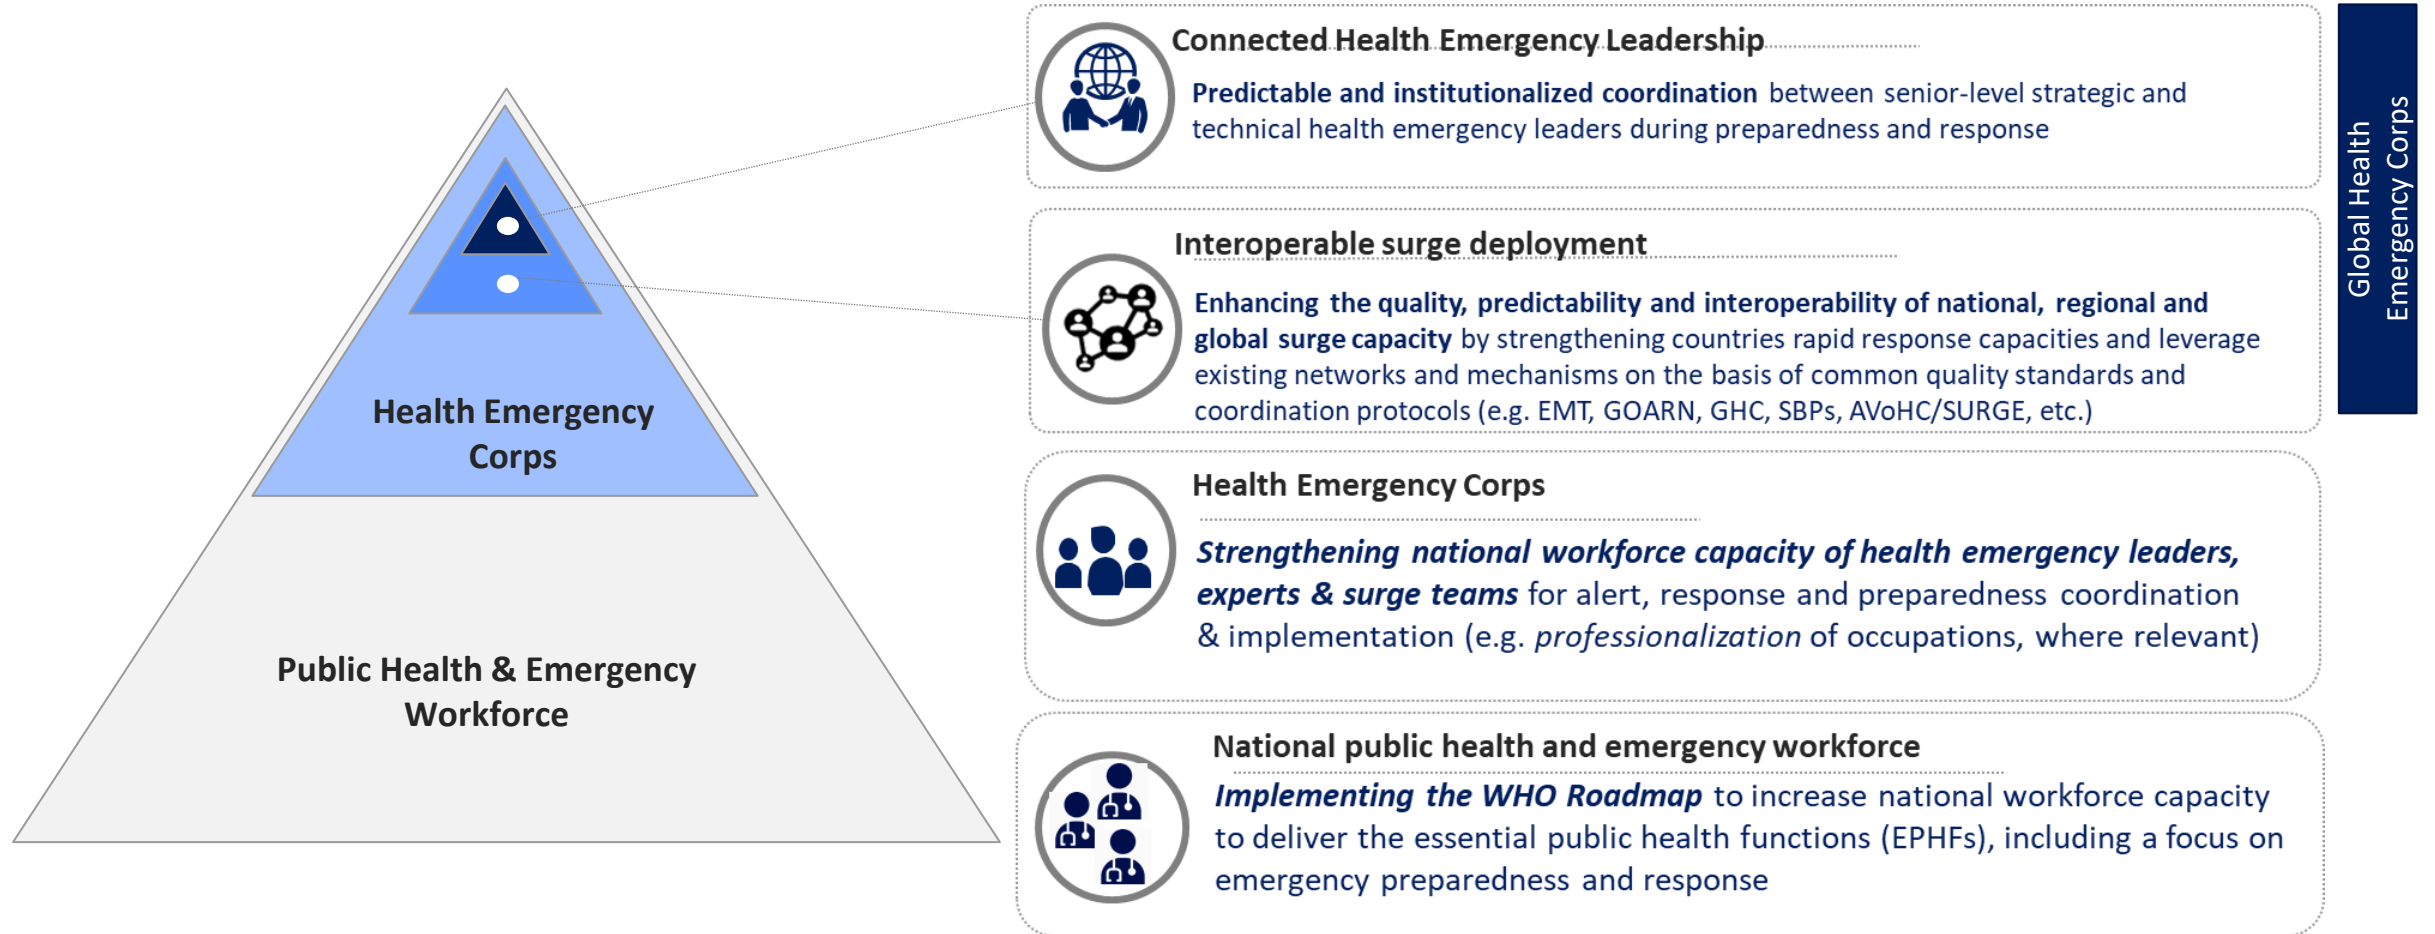 Health Emergency
Corps
Public Health & Emergency
Workforce
Connected Health Emergency Leadership
Predictable and institutionalized coordination between senior-level strategic and
technical health emergency leaders during preparedness and response
Interoperable surge deployment
Enhancing the quality, predictability and interoperability of national, regional and
global surge capacity by strengthening countries rapid response capacities and leverage
existing networks and mechanisms on the basis of common quality standards and
coordination protocols (e.g. EMT, GOARN, GHC, SBPs, AVoHC/SURGE, etc.)
Health Emergency Corps
Strengthening national workforce capacity of health emergency leaders,
experts & surge teams for alert, response and preparedness coordination
& implementation (e.g. professionalization of occupations, where relevant)
National public health and emergency workforce
Implementing the WHO Roadmap to increase national workforce capacity
to deliver the essential public health functions (EPHFs), including a focus on
emergency preparedness and response
Global Health
Emergency Corps